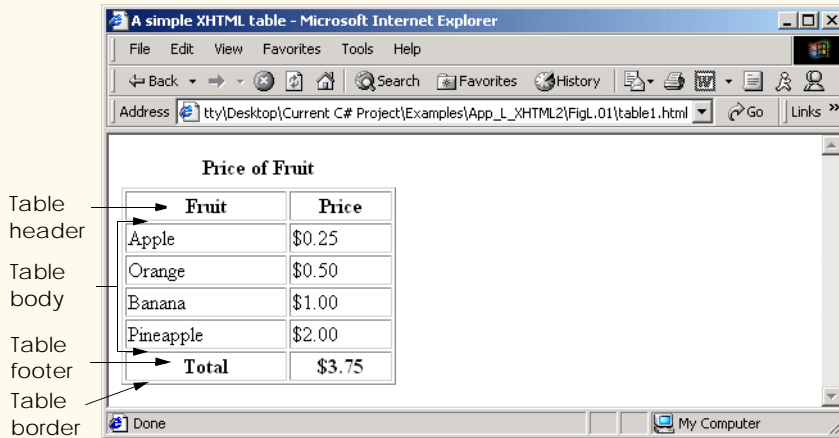 A simple XHTML table - Microsoft Internet Explorer
File Edit View Favorites Tools Help
Back Search Favorites History
Address tty\Desktop\Current C# Project\Examples\App_L_XHTML2\FigL.01\table1.html Go Links »
Price of Fruit
Table header
Fruit Price
Apple $0.25
Orange $0.50
Table body
Banana $1.00
Pineapple $2.00
Table footer
Total $3.75
Table border
Done My Computer